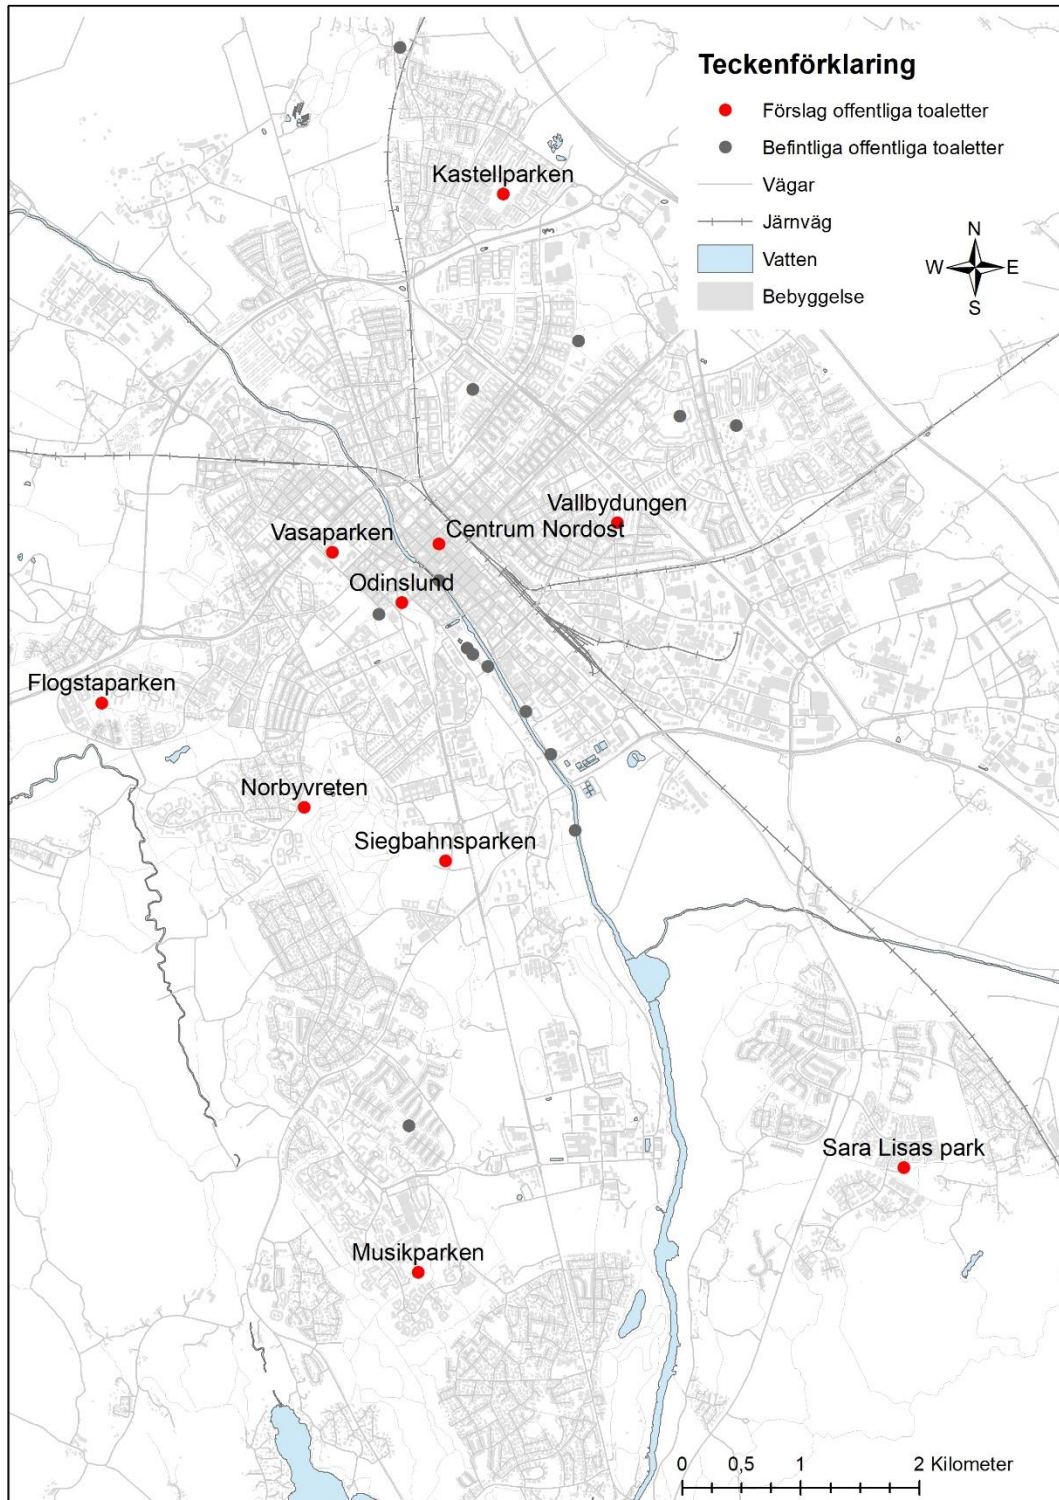 Teckenförklaring
Förslag offentliga toaletter
Befintliga offentliga toaletter
Vägar
Järnväg
Vatten
Bebyggelse
N
W
E
S
Kastellparken
Vallbydungen
Centrum Nordost
Vasaparken
Odinslund
Flogstaparken
Norbyvreten
Siegbahnsparken
Sara Lisas park
Musikparken
0 0,5 1 2 Kilometer